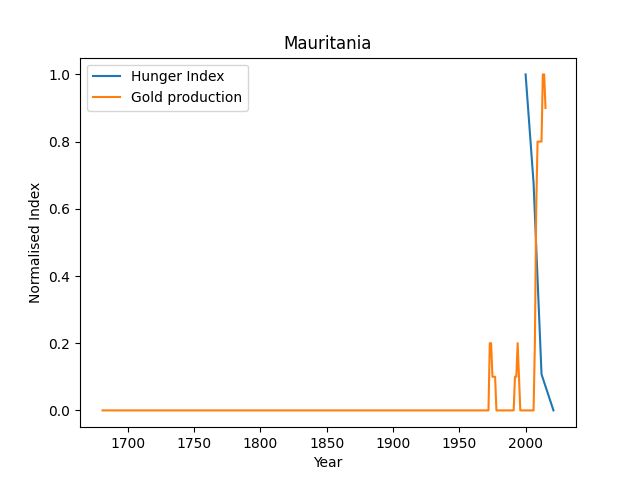 Mauritania
Hunger Index
Gold production
Normalised Index
1.0
0.8
0.6
0.4
0.2
0.0
1700 1750 1800 1850 1900 1950 2000
Year